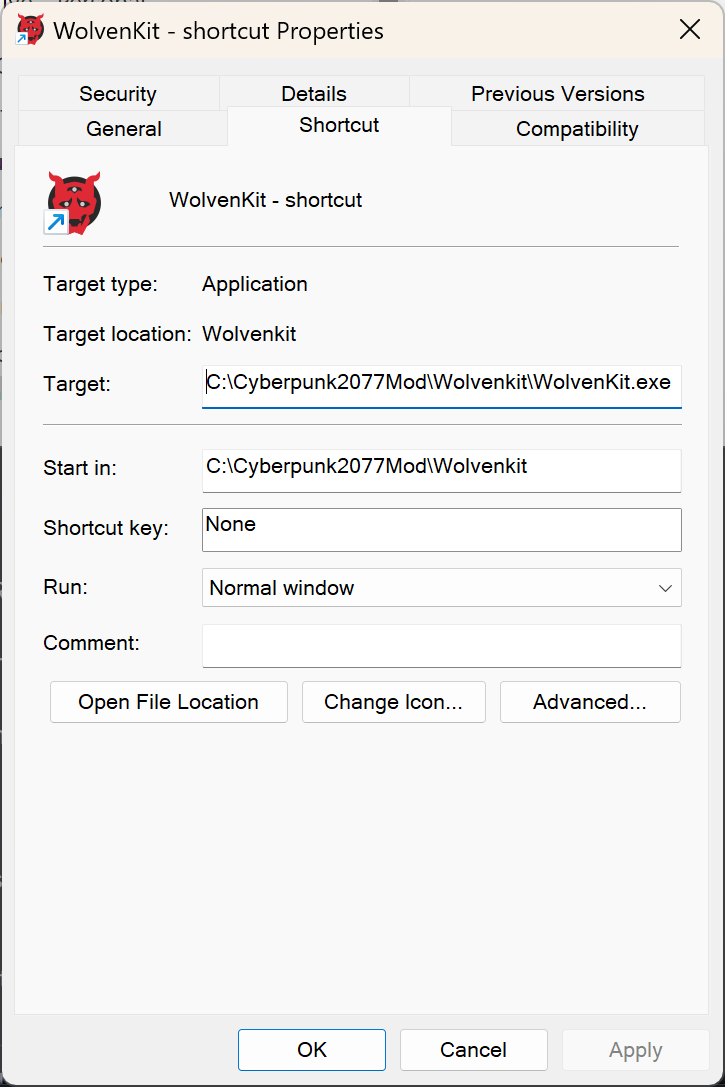 WolvenKit - shortcut Properties
Security Details Previous Versions
General Shortcut Compatibility
WolvenKit - shortcut
Target type: Application
Target location: Wolvenkit
Target: C:\Cyberpunk2077Mod\Wolvenkit\WolvenKit.exe
Start in: C:\Cyberpunk2077Mod\Wolvenkit
Shortcut key: None
Run: Normal window
Comment:
Open File Location Change Icon... Advanced...
OK Cancel Apply